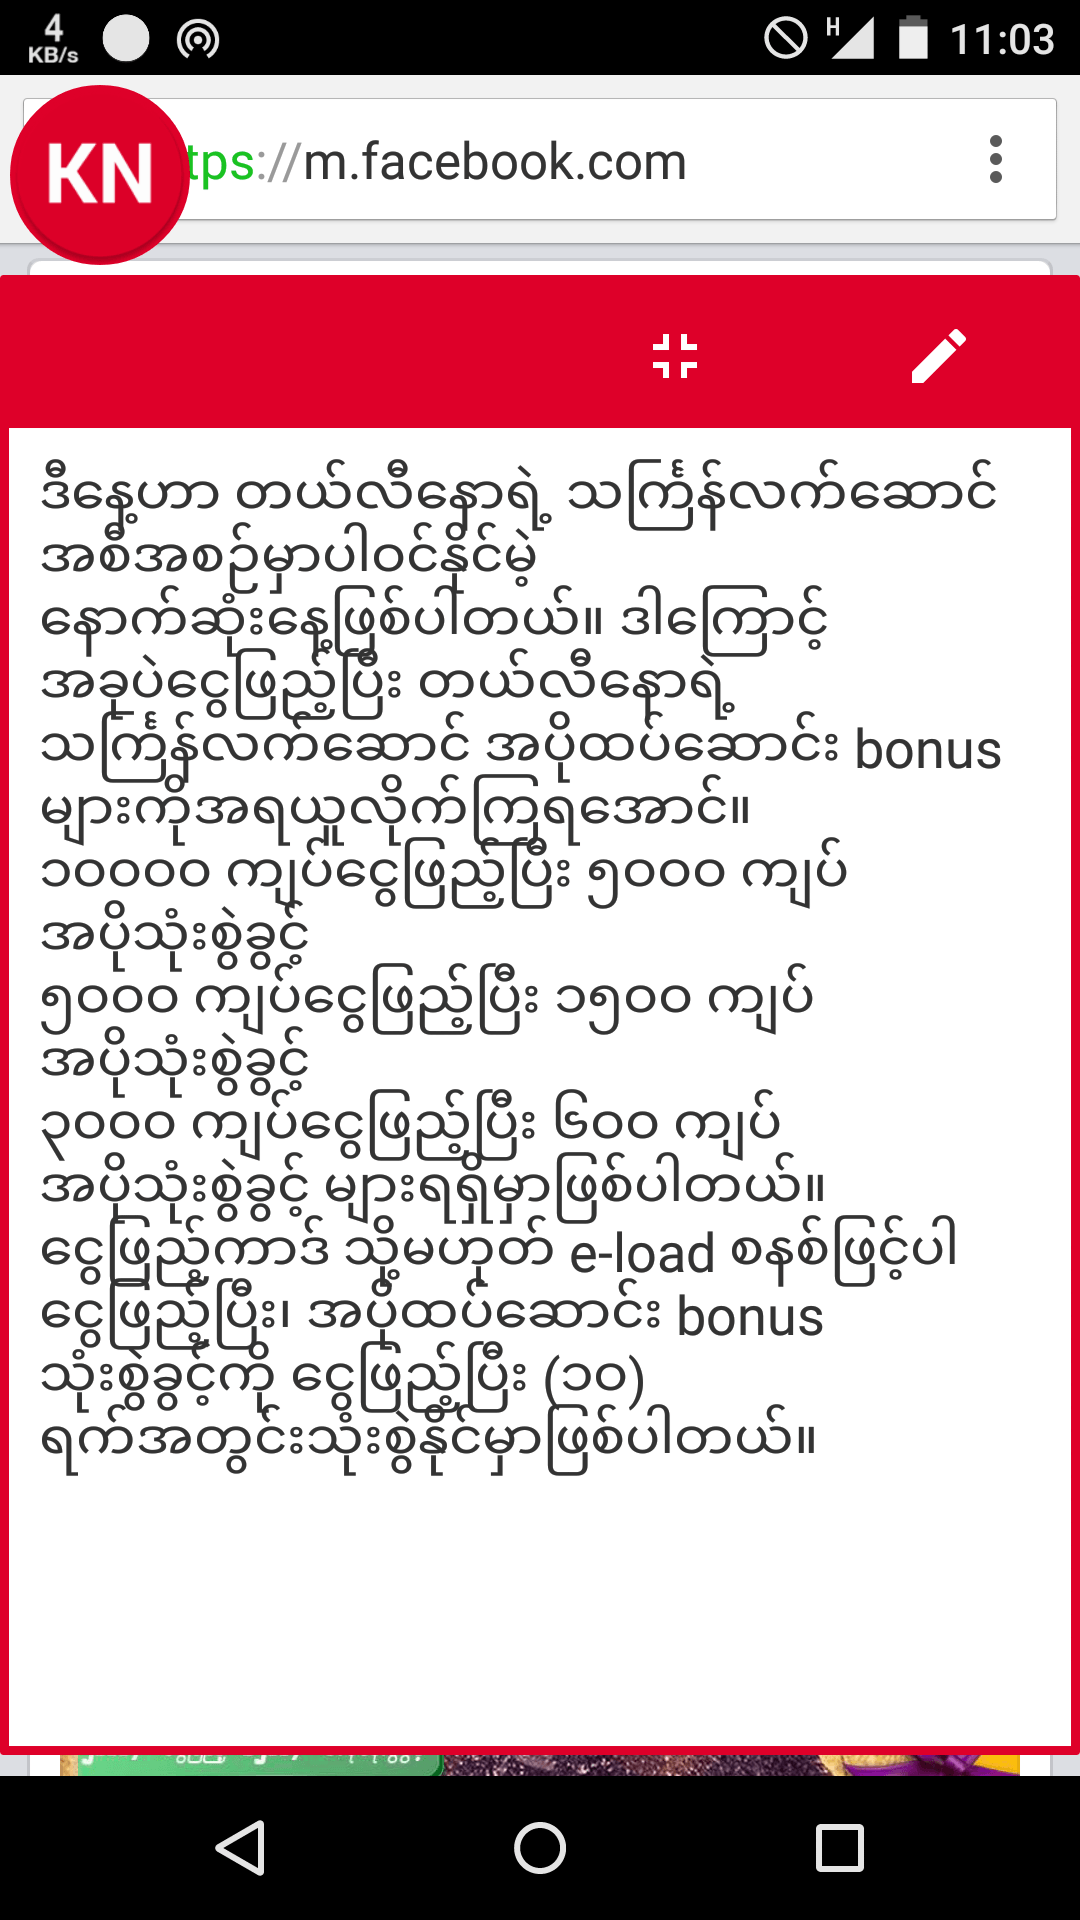 4
KB/s
H
11:03
KN
tps://m.facebook.com
ဒီနေ့ဟာ တယ်လီနောရဲ့ သင်္ကြန်လက်ဆောင်
အစီအစဉ်မှာပါဝင်နိုင်မဲ့
နောက်ဆုံးနေ့ဖြစ်ပါတယ်။ ဒါကြောင့်
အခုပဲငွေဖြည့်ပြီး တယ်လီနောရဲ့
သင်္ကြန်လက်ဆောင် အပိုထပ်ဆောင်း bonus
များကိုအရယူလိုက်ကြရအောင်။
၁၀၀၀၀ ကျပ်ငွေဖြည့်ပြီး ၅၀၀၀ ကျပ်
အပိုသုံးစွဲခွင့်
၅၀၀၀ ကျပ်ငွေဖြည့်ပြီး ၁၅၀၀ ကျပ်
အပိုသုံးစွဲခွင့်
၃၀၀၀ ကျပ်ငွေဖြည့်ပြီး ၆၀၀ ကျပ်
အပိုသုံးစွဲခွင့် များရရှိမှာဖြစ်ပါတယ်။
ငွေဖြည့်ကာဒ် သို့မဟုတ် e-load စနစ်ဖြင့်ပါ
ငွေဖြည့်ပြီး၊ အပိုထပ်ဆောင်း bonus
သုံးစွဲခွင့်ကို ငွေဖြည့်ပြီး (၁၀)
ရက်အတွင်းသုံးစွဲနိုင်မှာဖြစ်ပါတယ်။